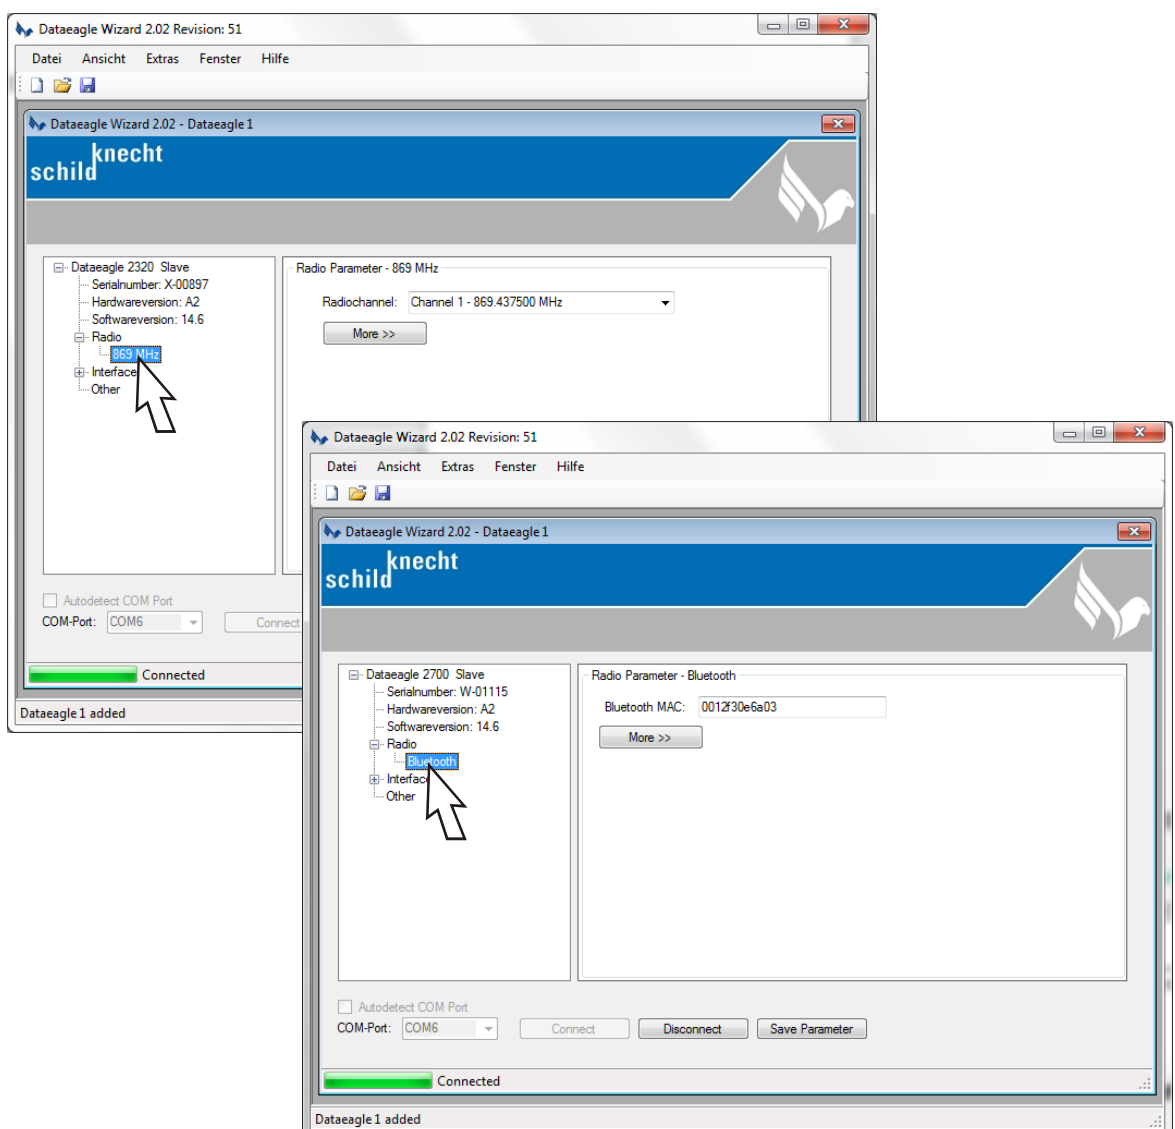 Dataeagle Wizard 2.02 Revision: 51
Datei Ansicht Extras Fenster Hilfe
Dataeagle Wizard 2.02 - Dataeagle 1
schildknecht
Dataeagle 2320 Slave
Serialnumber: X-00897
Hardwareversion: A2
Softwareversion: 14.6
Radio
869 MHz
Interface
Other
Radio Parameter - 869 MHz
Radiochannel: Channel 1 - 869.437500 MHz
More >>
Autodetect COM Port
COM-Port: COM6 Connect
Connected
Dataeagle 1 added
Dataeagle Wizard 2.02 Revision: 51
Datei Ansicht Extras Fenster Hilfe
Dataeagle Wizard 2.02 - Dataeagle 1
schildknecht
Dataeagle 2700 Slave
Serialnumber: W-01115
Hardwareversion: A2
Softwareversion: 14.6
Radio
Bluetooth
Interface
Other
Radio Parameter - Bluetooth
Bluetooth MAC: 0012f30e6a03
More >>
Autodetect COM Port
COM-Port: COM6 Connect Disconnect Save Parameter
Connected
Dataeagle 1 added